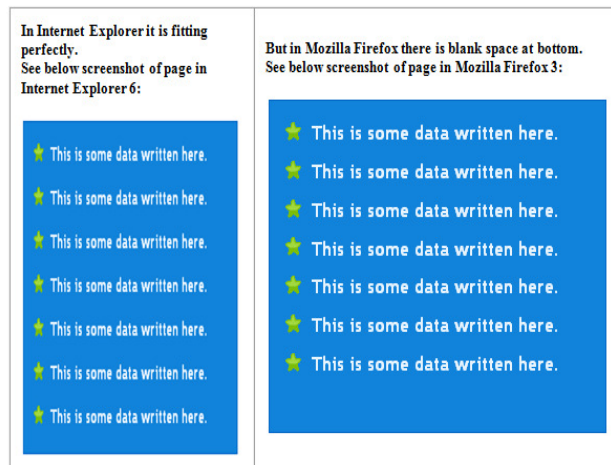 In Internet Explorer it is fitting
perfectly.
See below screenshot of page in
Internet Explorer 6:
This is some data written here.
This is some data written here.
This is some data written here.
This is some data written here.
This is some data written here.
This is some data written here.
This is some data written here.
But in Mozilla Firefox there is blank space at bottom.
See below screenshot of page in Mozilla Firefox 3:
This is some data written here.
This is some data written here.
This is some data written here.
This is some data written here.
This is some data written here.
This is some data written here.
This is some data written here.